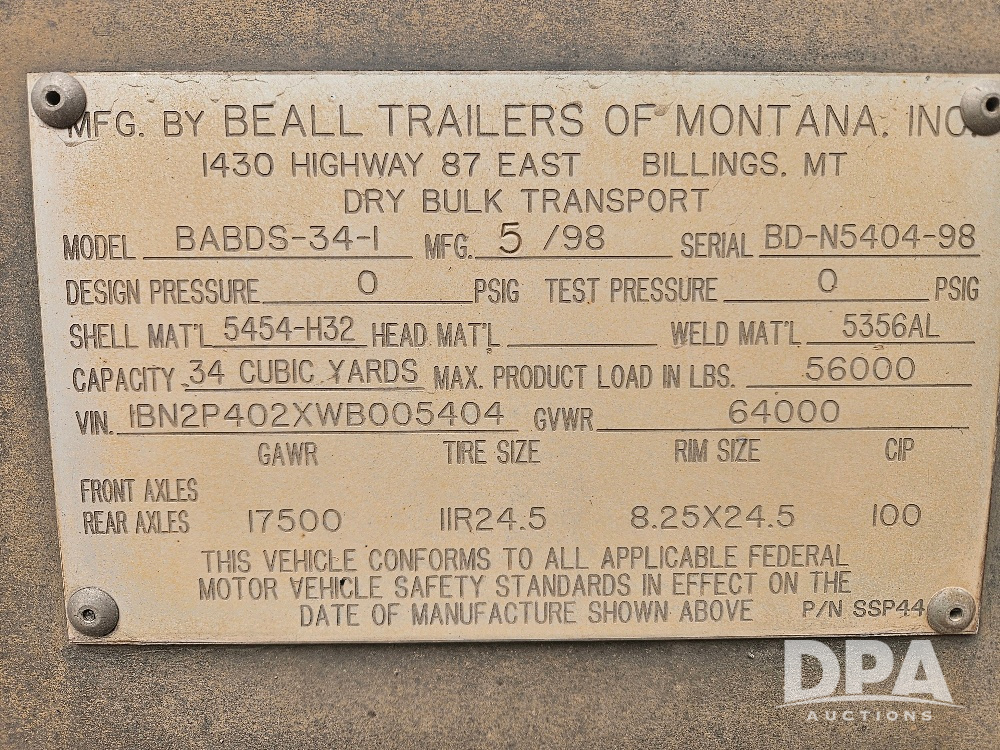 MFG. BY BEALL TRAILERS OF MONTANA, INC.
1430 HIGHWAY 87 EAST BILLINGS, MT
DRY BULK TRANSPORT
MODEL BABDS-34-1 MFG. 5 /98 SERIAL BD-N5404-98
DESIGN PRESSURE 0 PSIG TEST PRESSURE 0 PSIG
SHELL MAT'L 5454-H32 HEAD MAT'L WELD MAT'L 5356AL
CAPACITY 34 CUBIC YARDS MAX. PRODUCT LOAD IN LBS. 56000
VIN. 1BN2P402XWB005404 GVWR 64000
GAWR TIRE SIZE RIM SIZE CIP
FRONT AXLES
REAR AXLES 17500 11R24.5 8.25X24.5 100
THIS VEHICLE CONFORMS TO ALL APPLICABLE FEDERAL
MOTOR VEHICLE SAFETY STANDARDS IN EFFECT ON THE
DATE OF MANUFACTURE SHOWN ABOVE P/N SSP44
DPA
AUCTIONS